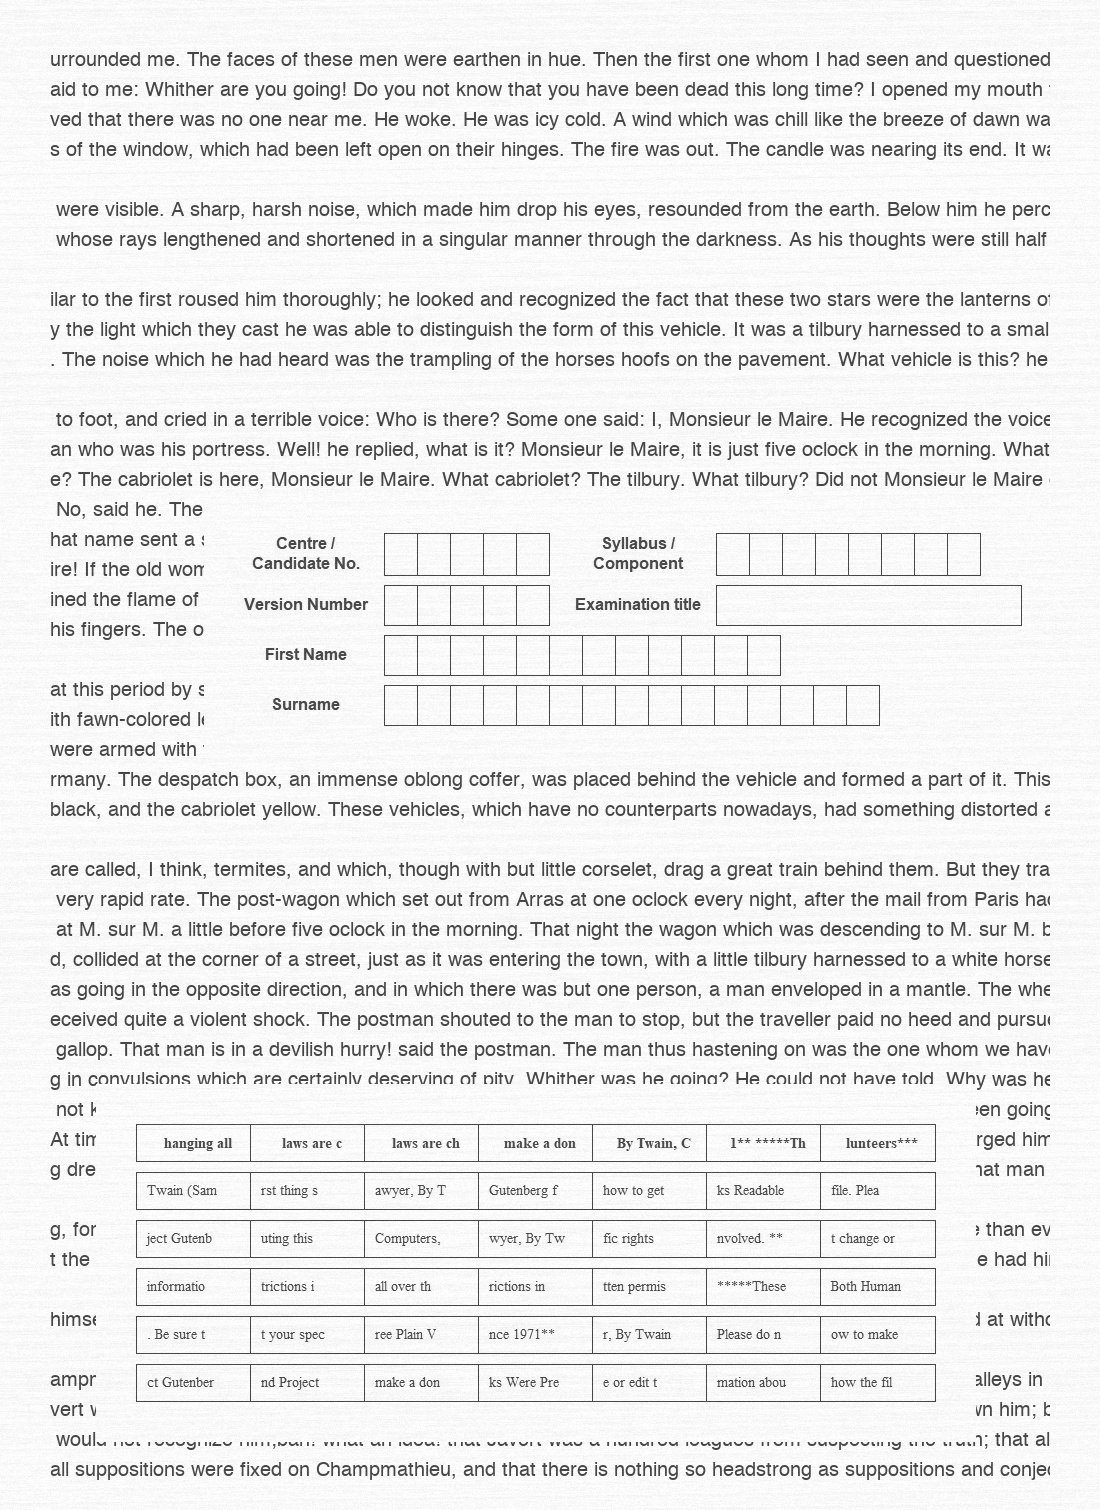 urrounded me. The faces of these men were earthen in hue. Then the first one whom I had seen and questioned
aid to me: Whither are you going! Do you not know that you have been dead this long time? I opened my mouth
ved that there was no one near me. He woke. He was icy cold. A wind which was chill like the breeze of dawn wa
s of the window, which had been left open on their hinges. The fire was out. The candle was nearing its end. It wa
were visible. A sharp, harsh noise, which made him drop his eyes, resounded from the earth. Below him he perc
whose rays lengthened and shortened in a singular manner through the darkness. As his thoughts were still half
ilar to the first roused him thoroughly; he looked and recognized the fact that these two stars were the lanterns of
y the light which they cast he was able to distinguish the form of this vehicle. It was a tilbury harnessed to a smal
. The noise which he had heard was the trampling of the horses hoofs on the pavement. What vehicle is this? he
to foot, and cried in a terrible voice: Who is there? Some one said: I, Monsieur le Maire. He recognized the voice
an who was his portress. Well! he replied, what is it? Monsieur le Maire, it is just five oclock in the morning. What
e? The cabriolet is here, Monsieur le Maire. What cabriolet? The tilbury. What tilbury? Did not Monsieur le Maire
No, said he. The
hat name sent a
ire! If the old wom
ined the flame of
his fingers. The o
at this period by s
ith fawn-colored
were armed with
Centre / Candidate No.
Syllabus / Component
Version Number
Examination title
First Name
Surname
rmany. The despatch box, an immense oblong coffer, was placed behind the vehicle and formed a part of it. This
black, and the cabriolet yellow. These vehicles, which have no counterparts nowadays, had something distorted a
are called, I think, termites, and which, though with but little corselet, drag a great train behind them. But they tra
very rapid rate. The post-wagon which set out from Arras at one oclock every night, after the mail from Paris had
at M. sur M. a little before five oclock in the morning. That night the wagon which was descending to M. sur M. b
d, collided at the corner of a street, just as it was entering the town, with a little tilbury harnessed to a white horse
as going in the opposite direction, and in which there was but one person, a man enveloped in a mantle. The whe
eceived quite a violent shock. The postman shouted to the man to stop, but the traveller paid no heed and pursue
gallop. That man is in a devilish hurry! said the postman. The man thus hastening on was the one whom we have
g in convulsions which are certainly deserving of pity. Whither was he going? He could not have told. Why was he
not een going
At tim rged him
g dre hat man
g, for than ev
t the e had hi
himse at witho
ampr alleys in
vert wn him; b
hanging all laws are c laws are ch make a don By Twain, C 1** *****Th lunteers***
Twain (Sam rst thing s awyer, By T Gutenberg f how to get ks Readable file. Plea
ject Gutenb uting this Computers, wyer, By Tw fic rights nvolved. ** t change or
informatio trictions i all over th rictions in tten permis *****These Both Human
. Be sure t t your spec ree Plain V nce 1971** r, By Twain Please do n ow to make
ct Gutenber nd Project make a don ks Were Pre e or edit t mation abou how the fil
would not recognize him,bah! what an idea! that Javert was a hundred leagues from suspecting the truth; that al
all suppositions were fixed on Champmathieu, and that there is nothing so headstrong as suppositions and conje